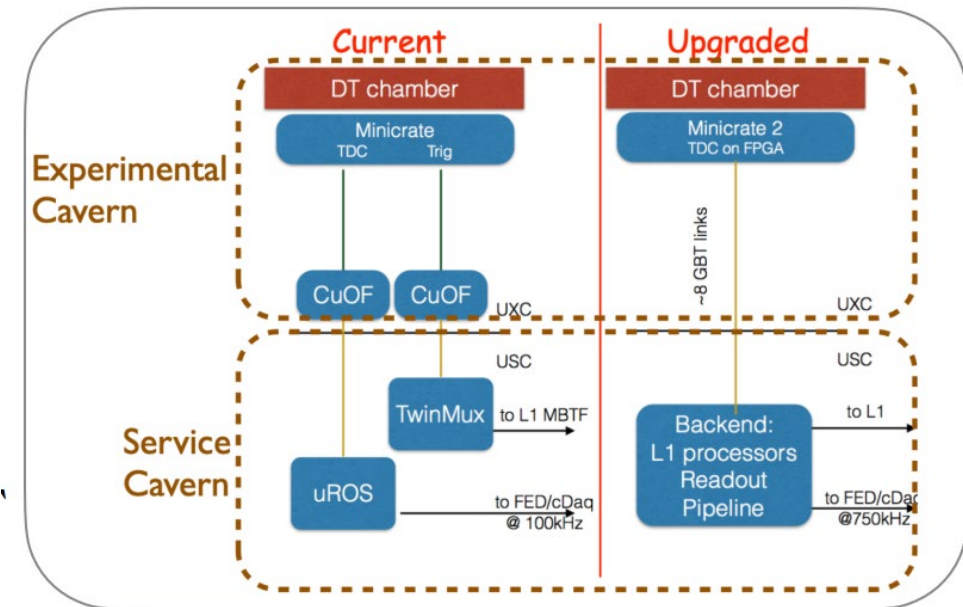 Current
Upgraded
DT chamber
DT chamber
Minicrate
TDC Trig
Minicrate 2
TDC on FPGA
Experimental
Cavern
~8 GBT links
CuOF
CuOF
UXC
UXC
USC
USC
TwinMux
to L1 MBTF
Backend:
L1 processors
Readout
Pipeline
to L1
Service
Cavern
uROS
to FED/cDaq
@ 100kHz
to FED/cDaq
@750kHz